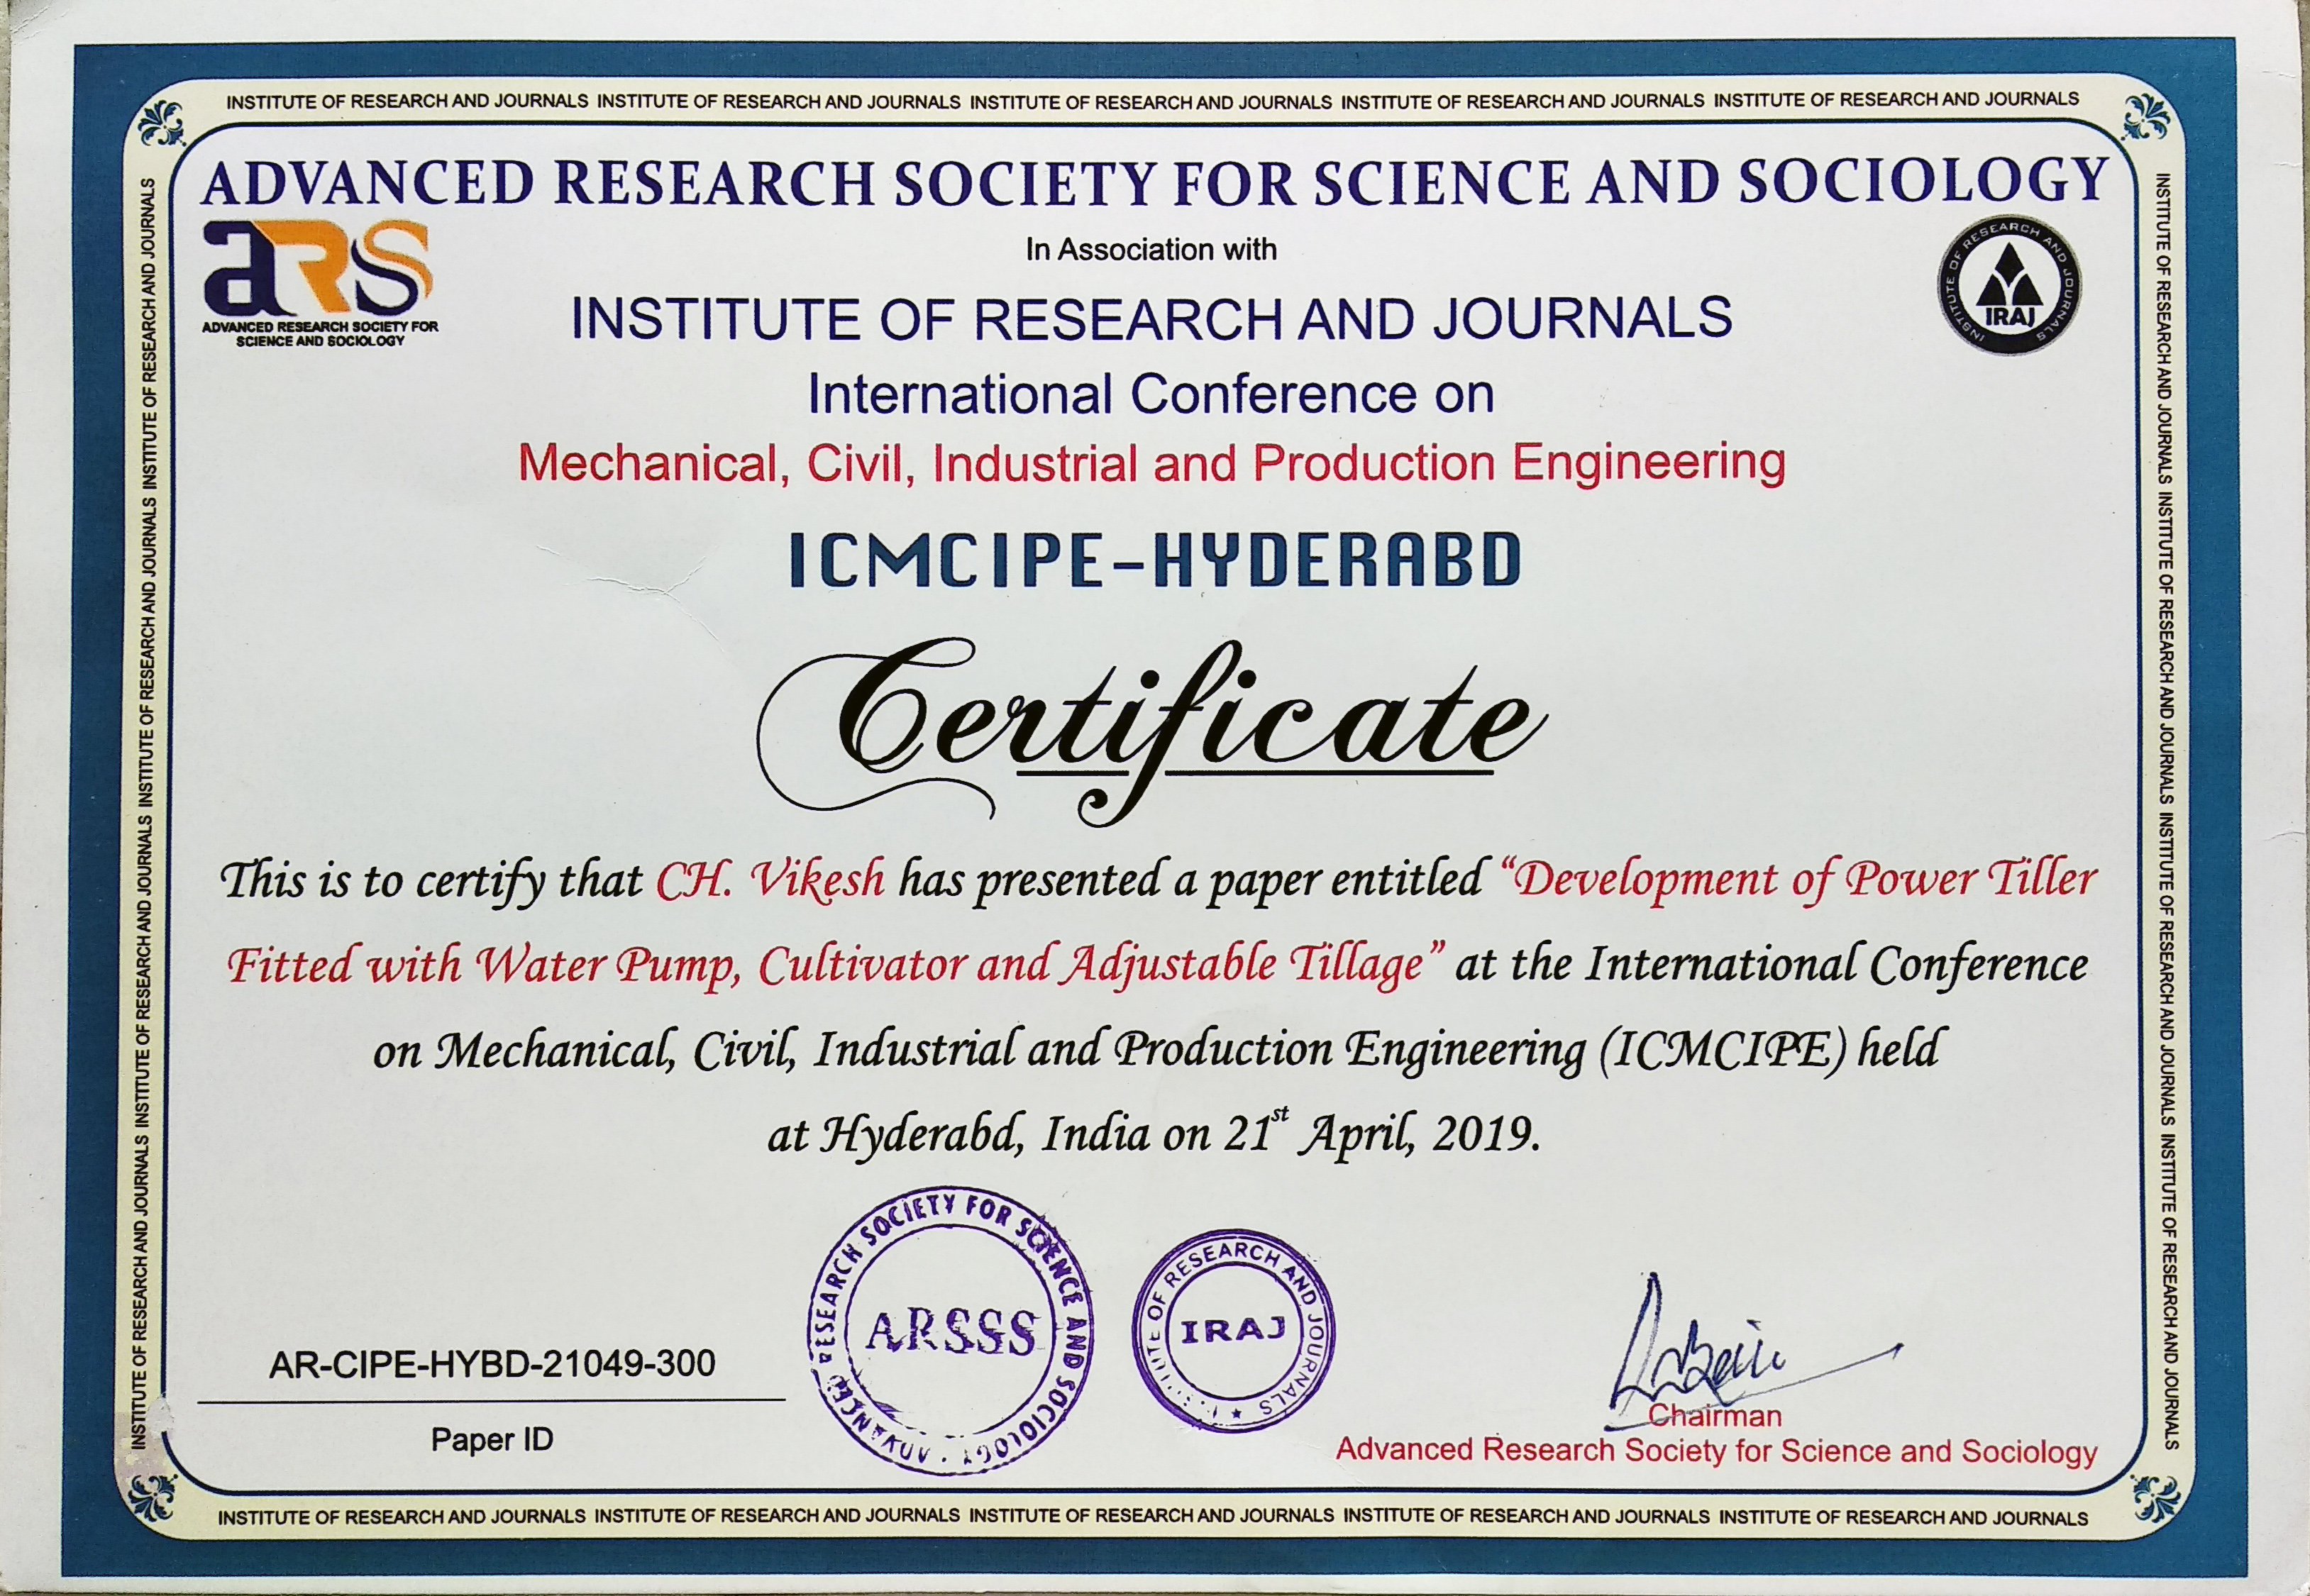 INSTITUTE OF RESEARCH AND JOURNALS INSTITUTE OF RESEARCH AND JOURNALS INSTITUTE OF RESEARCH AND JOURNALS INSTITUTE OF RESEARCH AND JOURNALS INSTITUTE OF RESEARCH AND JOURNALS
ADVANCED RESEARCH SOCIETY FOR SCIENCE AND SOCIOLOGY
aRS
ADVANCED RESEARCH SOCIETY FOR
SCIENCE AND SOCIOLOGY
In Association with
INSTITUTE OF RESEARCH AND JOURNALS
IRAJ
INSTITUTE OF RESEARCH AND JOURNALS
International Conference on
Mechanical, Civil, Industrial and Production Engineering
ICMCIPE-HYDERABD
Certificate
This is to certify that CH. Vikesh has presented a paper entitled “Development of Power Tiller
Fitted with Water Pump, Cultivator and Adjustable Tillage” at the International Conference
on Mechanical, Civil, Industrial and Production Engineering (ICMCIPE) held
at Hyderabd, India on 21st April, 2019.
ADVANCED RESEARCH SOCIETY FOR SCIENCE AND SOCIOLOGY
ARSSS
INSTITUTE OF RESEARCH AND JOURNALS
IRAJ
AR-CIPE-HYBD-21049-300
Paper ID
Chairman
Advanced Research Society for Science and Sociology
INSTITUTE OF RESEARCH AND JOURNALS INSTITUTE OF RESEARCH AND JOURNALS INSTITUTE OF RESEARCH AND JOURNALS INSTITUTE OF RESEARCH AND JOURNALS INSTITUTE OF RESEARCH AND JOURNALS
INSTITUTE OF RESEARCH AND JOURNALS INSTITUTE OF RESEARCH AND JOURNALS INSTITUTE OF RESEARCH AND JOURNALS INSTITUTE OF RESEARCH AND JOURNALS
INSTITUTE OF RESEARCH AND JOURNALS INSTITUTE OF RESEARCH AND JOURNALS INSTITUTE OF RESEARCH AND JOURNALS INSTITUTE OF RESEARCH AND JOURNALS